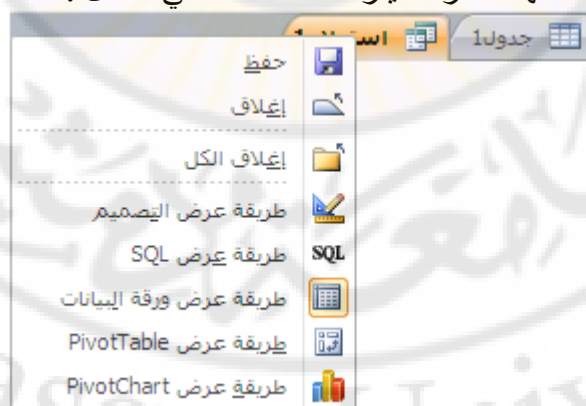 جدول1
حفظ
إغلاق
إغلاق الكل
طريقة عرض التصميم
SQL طريقة عرض SQL
طريقة عرض ورقة البيانات
طريقة عرض PivotTable
طريقة عرض PivotChart